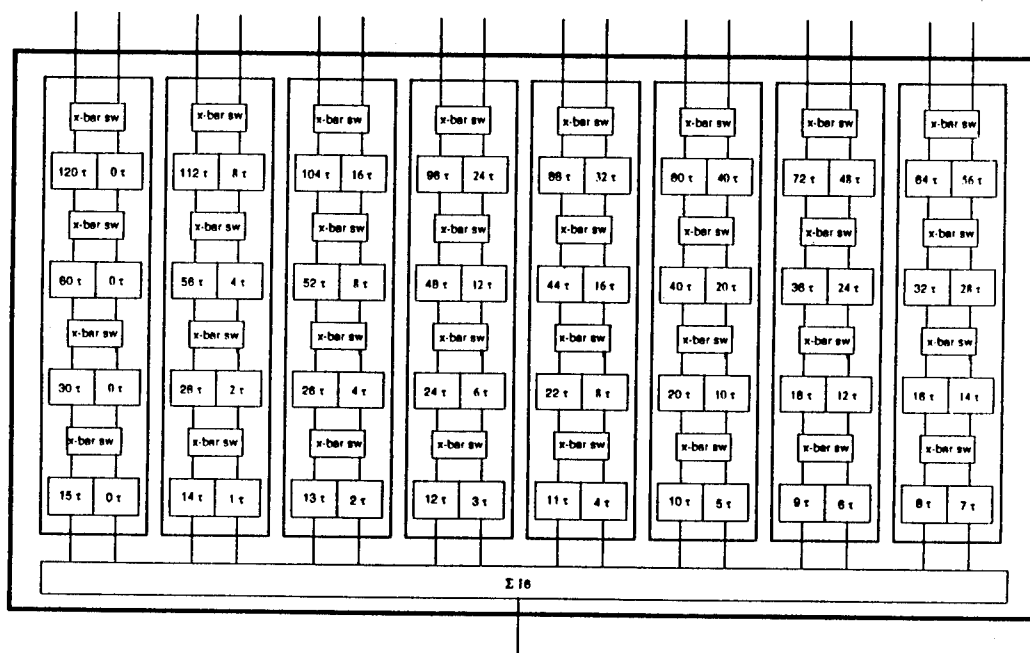 x-bar sw x-bar sw x-bar sw x-bar sw x-bar sw x-bar sw x-bar sw x-bar sw
120 τ 0 τ 112 τ 8 τ 104 τ 16 τ 96 τ 24 τ 88 τ 32 τ 80 τ 40 τ 72 τ 48 τ 64 τ 56 τ
x-bar sw x-bar sw x-bar sw x-bar sw x-bar sw x-bar sw x-bar sw x-bar sw
60 τ 0 τ 56 τ 4 τ 52 τ 8 τ 48 τ 12 τ 44 τ 16 τ 40 τ 20 τ 36 τ 24 τ 32 τ 28 τ
x-bar sw x-bar sw x-bar sw x-bar sw x-bar sw x-bar sw x-bar sw x-bar sw
30 τ 0 τ 28 τ 2 τ 26 τ 4 τ 24 τ 6 τ 22 τ 8 τ 20 τ 10 τ 18 τ 12 τ 16 τ 14 τ
x-bar sw x-bar sw x-bar sw x-bar sw x-bar sw x-bar sw x-bar sw x-bar sw
15 τ 0 τ 14 τ 1 τ 13 τ 2 τ 12 τ 3 τ 11 τ 4 τ 10 τ 5 τ 9 τ 6 τ 8 τ 7 τ
Σ 16